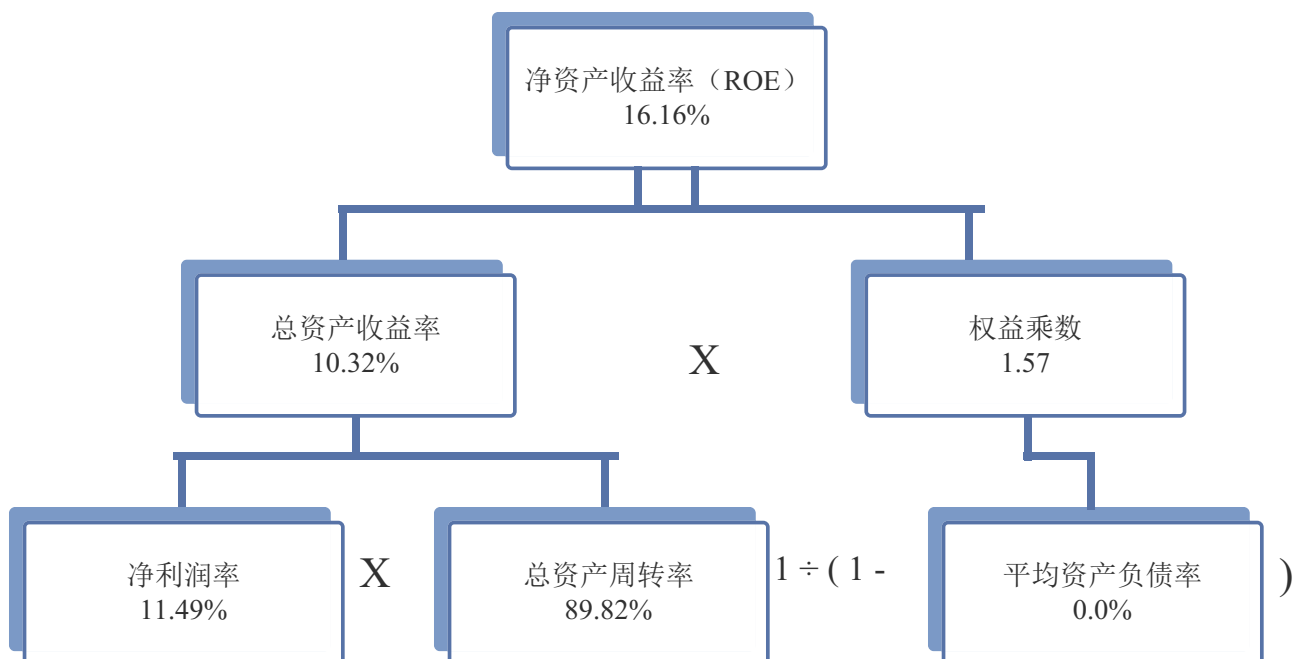 净资产收益率（ROE）
16.16%
总资产收益率
10.32%
X
权益乘数
1.57
净利润率
11.49%
X
总资产周转率
89.82%
1 ÷ ( 1 -
平均资产负债率
0.0%
)